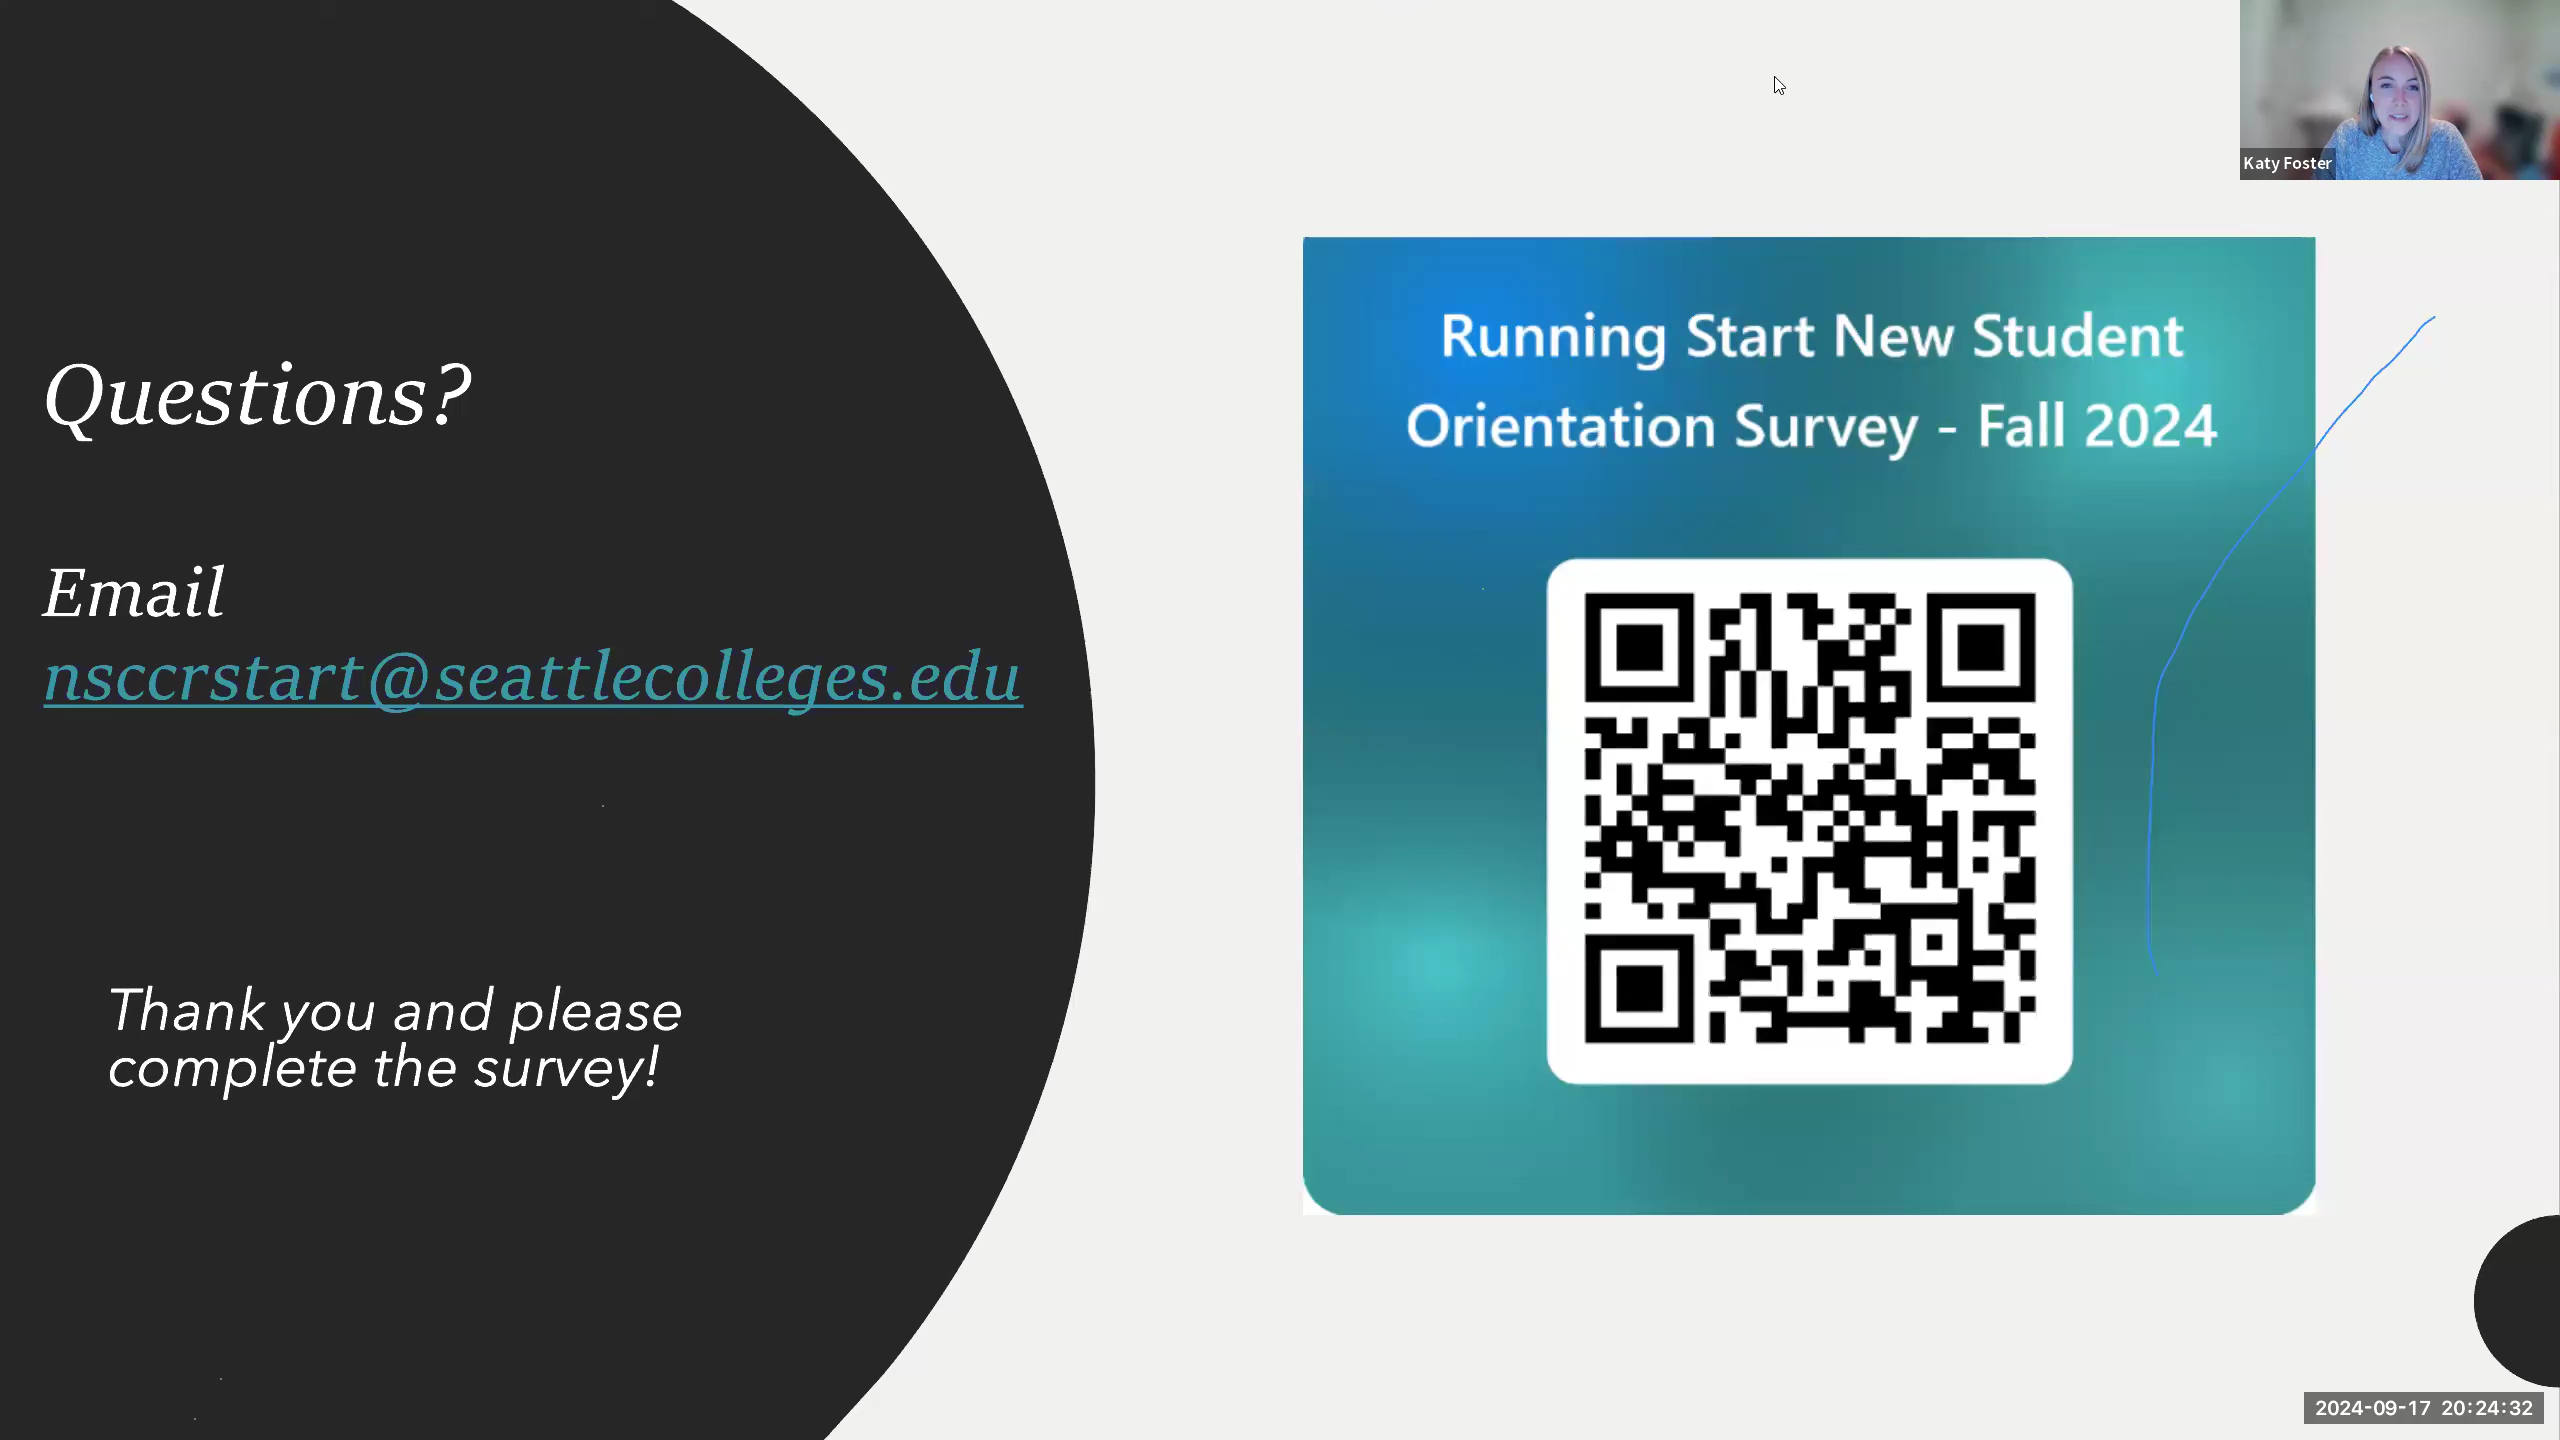 Questions?
Email
nsccrstart@seattlecolleges.edu
Thank you and please
complete the survey!
Running Start New Student
Orientation Survey - Fall 2024
Katy Foster
2024-09-17 20:24:32